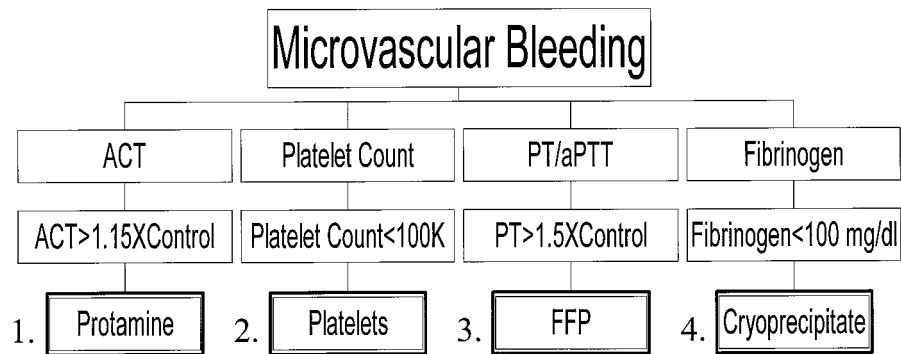 Microvascular Bleeding
ACT Platelet Count PT/aPTT Fibrinogen
ACT>1.15XControl Platelet Count<100K PT>1.5XControl Fibrinogen<100 mg/dl
1. Protamine 2. Platelets 3. FFP 4. Cryoprecipitate